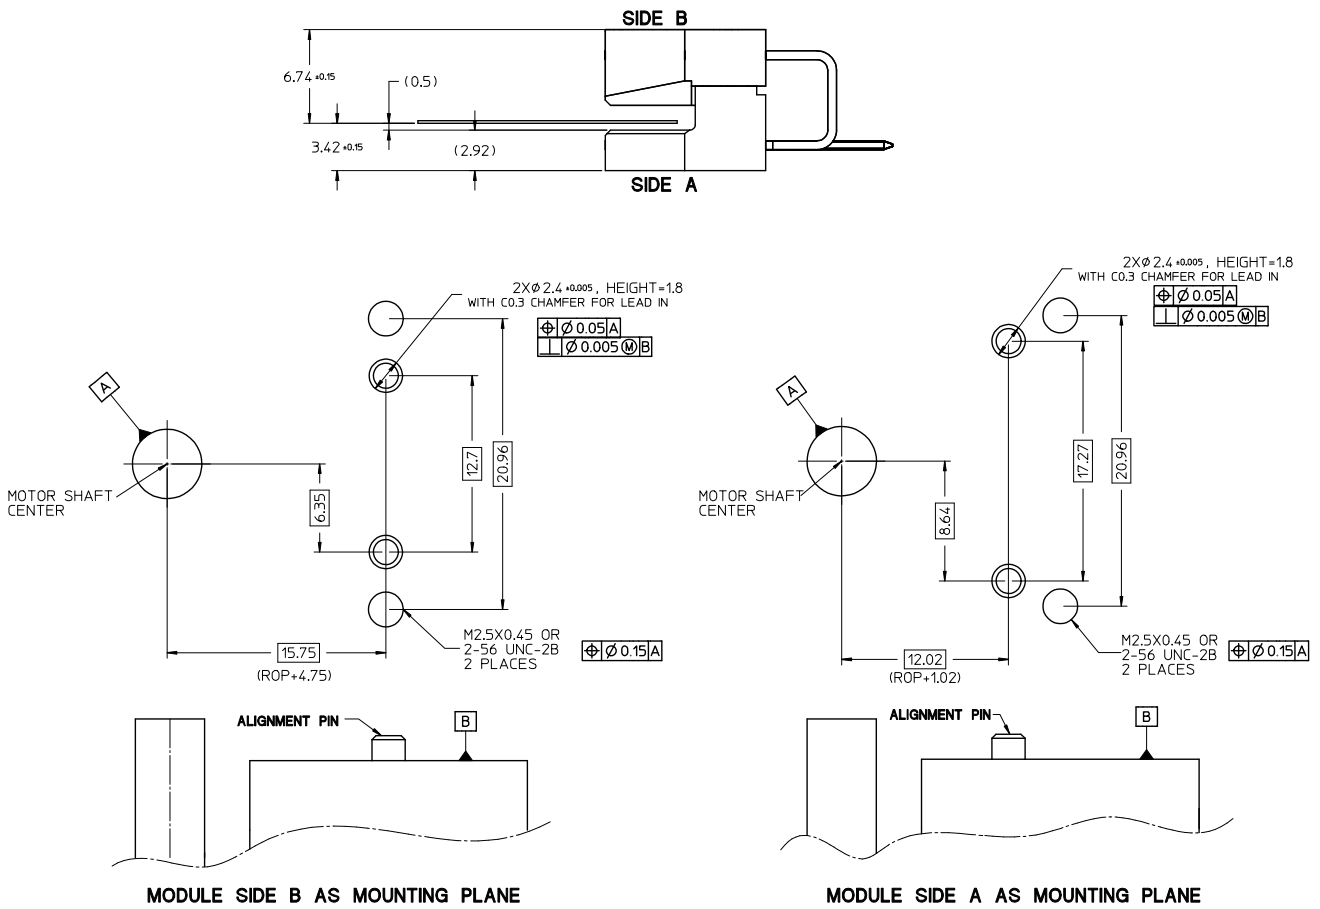 SIDE B
6.74 ±0.15
(0.5)
3.42 ±0.15
(2.92)
SIDE A
2XØ2.4 ±0.005, HEIGHT=1.8
WITH C0.3 CHAMFER FOR LEAD IN
⌖ Ø 0.05 A
⊥ Ø 0.005 Ⓜ B
A
MOTOR SHAFT
CENTER
6.35
12.7
20.96
15.75
(ROP+4.75)
M2.5X0.45 OR
2-56 UNC-2B
2 PLACES
⌖ Ø 0.15 A
ALIGNMENT PIN
B
MODULE SIDE B AS MOUNTING PLANE
2XØ2.4 ±0.005, HEIGHT=1.8
WITH C0.3 CHAMFER FOR LEAD IN
⌖ Ø 0.05 A
⊥ Ø 0.005 Ⓜ B
A
MOTOR SHAFT
CENTER
8.64
17.27
20.96
12.02
(ROP+1.02)
M2.5X0.45 OR
2-56 UNC-2B
2 PLACES
⌖ Ø 0.15 A
ALIGNMENT PIN
B
MODULE SIDE A AS MOUNTING PLANE